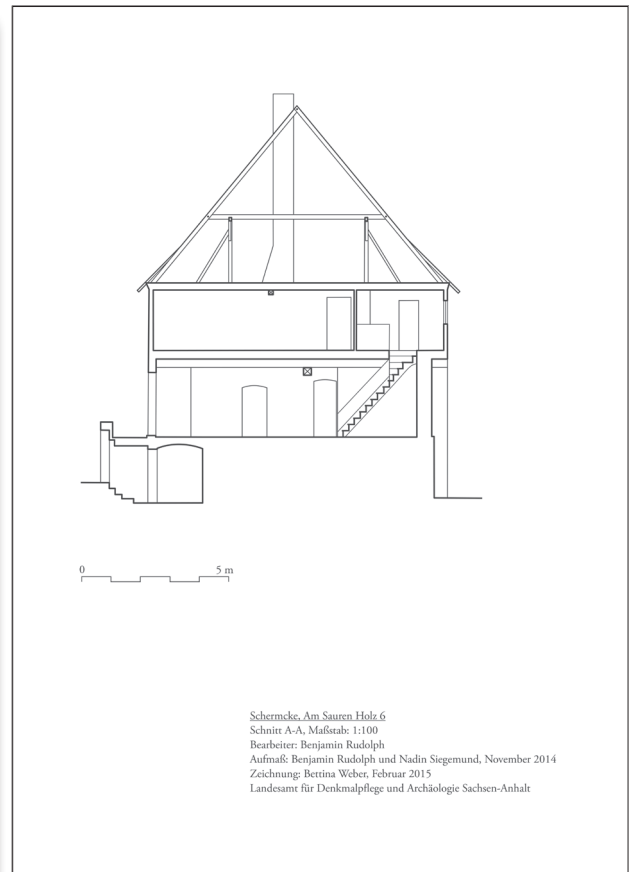 0 5 m
Schermcke, Am Sauren Holz 6
Schnitt A-A, Maßstab: 1:100
Bearbeiter: Benjamin Rudolph
Aufmaß: Benjamin Rudolph und Nadin Siegemund, November 2014
Zeichnung: Bettina Weber, Februar 2015
Landesamt für Denkmalpflege und Archäologie Sachsen-Anhalt